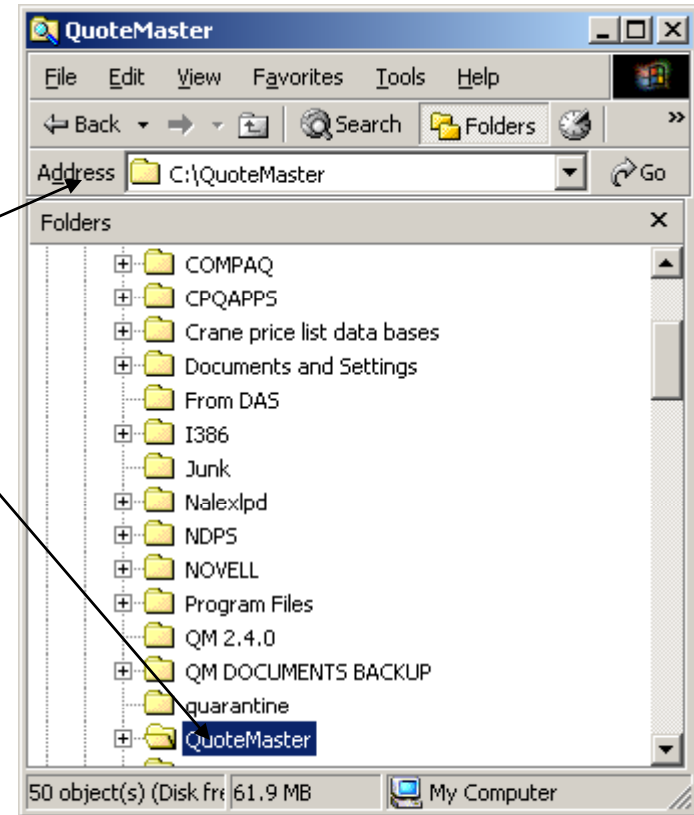 QuoteMaster
File Edit View Favorites Tools Help
Back Search Folders »
Address C:\QuoteMaster Go
Folders
COMPAQ
CPQAPPS
Crane price list data bases
Documents and Settings
From DAS
I386
Junk
Nalexlpd
NDPS
NOVELL
Program Files
QM 2.4.0
QM DOCUMENTS BACKUP
quarantine
QuoteMaster
50 object(s) (Disk fre 61.9 MB My Computer